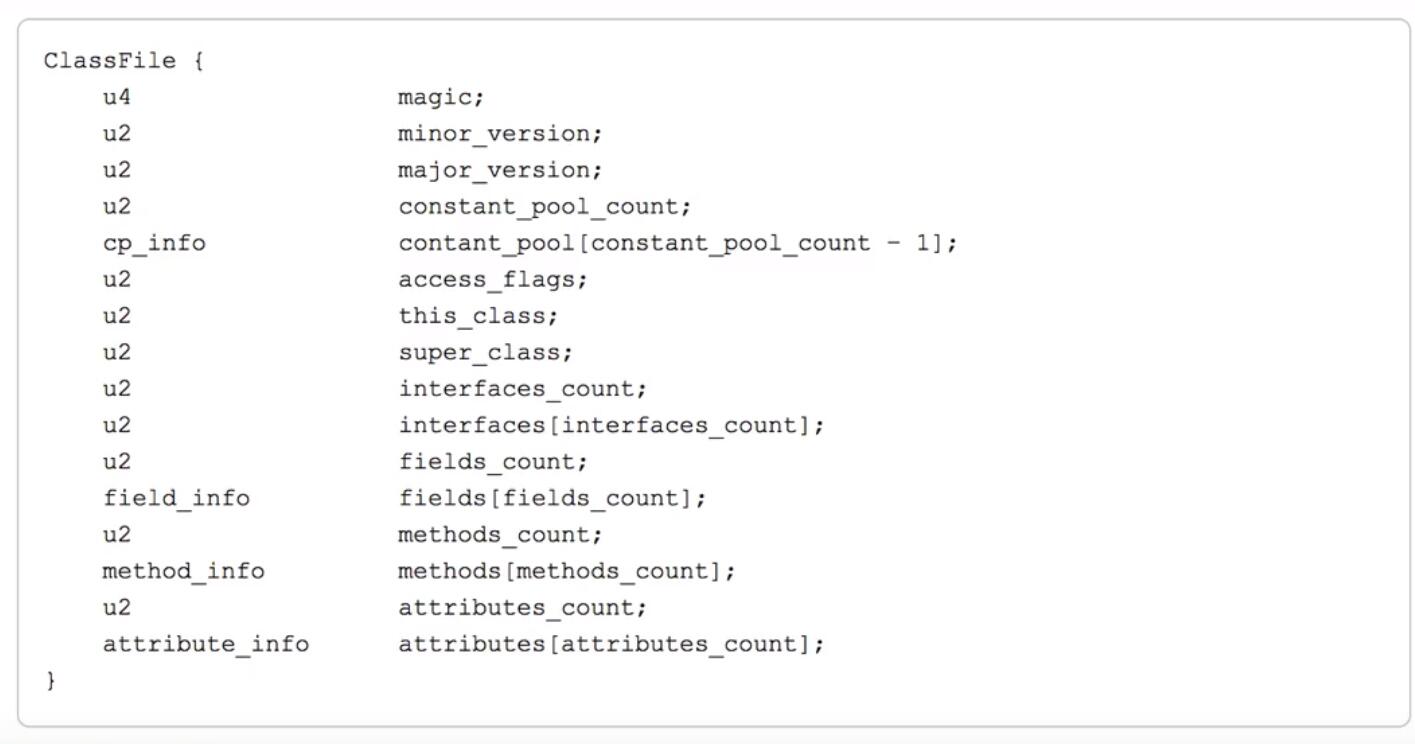 ClassFile {
u4 magic;
u2 minor_version;
u2 major_version;
u2 constant_pool_count;
cp_info contant_pool[constant_pool_count - 1];
u2 access_flags;
u2 this_class;
u2 super_class;
u2 interfaces_count;
u2 interfaces[interfaces_count];
u2 fields_count;
field_info fields[fields_count];
u2 methods_count;
method_info methods[methods_count];
u2 attributes_count;
attribute_info attributes[attributes_count];
}